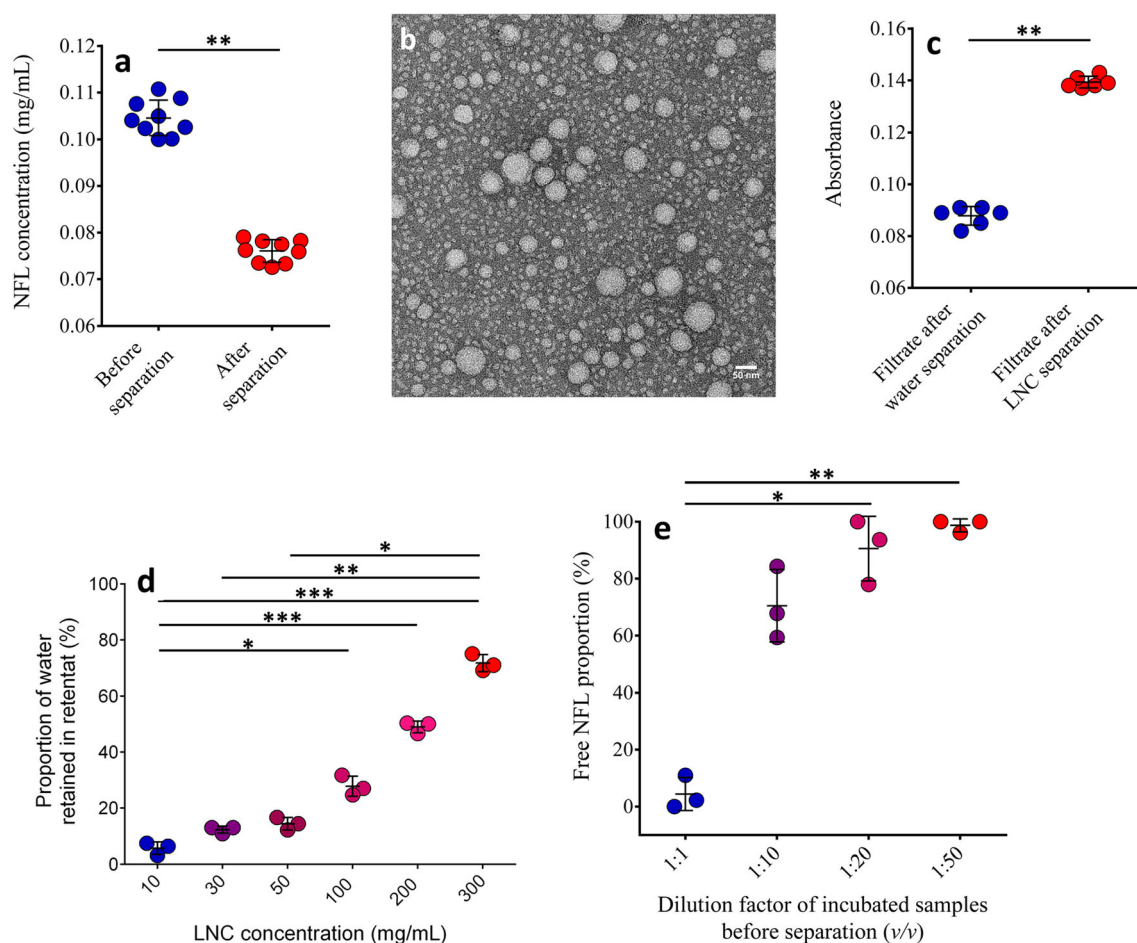 a
**
NFL concentration (mg/mL)
0.12
0.11
0.10
0.09
0.08
0.07
0.06
Before
separation
After
separation
b
50 nm
c
**
Absorbance
0.14
0.12
0.10
0.08
0.06
Filtrate after
water separation
Filtrate after
LNC separation
d
*
**
***
***
*
Proportion of water
retained in retentat (%)
100
80
60
40
20
0
10
30
50
100
200
300
LNC concentration (mg/mL)
e
**
*
Free NFL proportion (%)
100
80
60
40
20
0
1:1
1:10
1:20
1:50
Dilution factor of incubated samples
before separation (v/v)